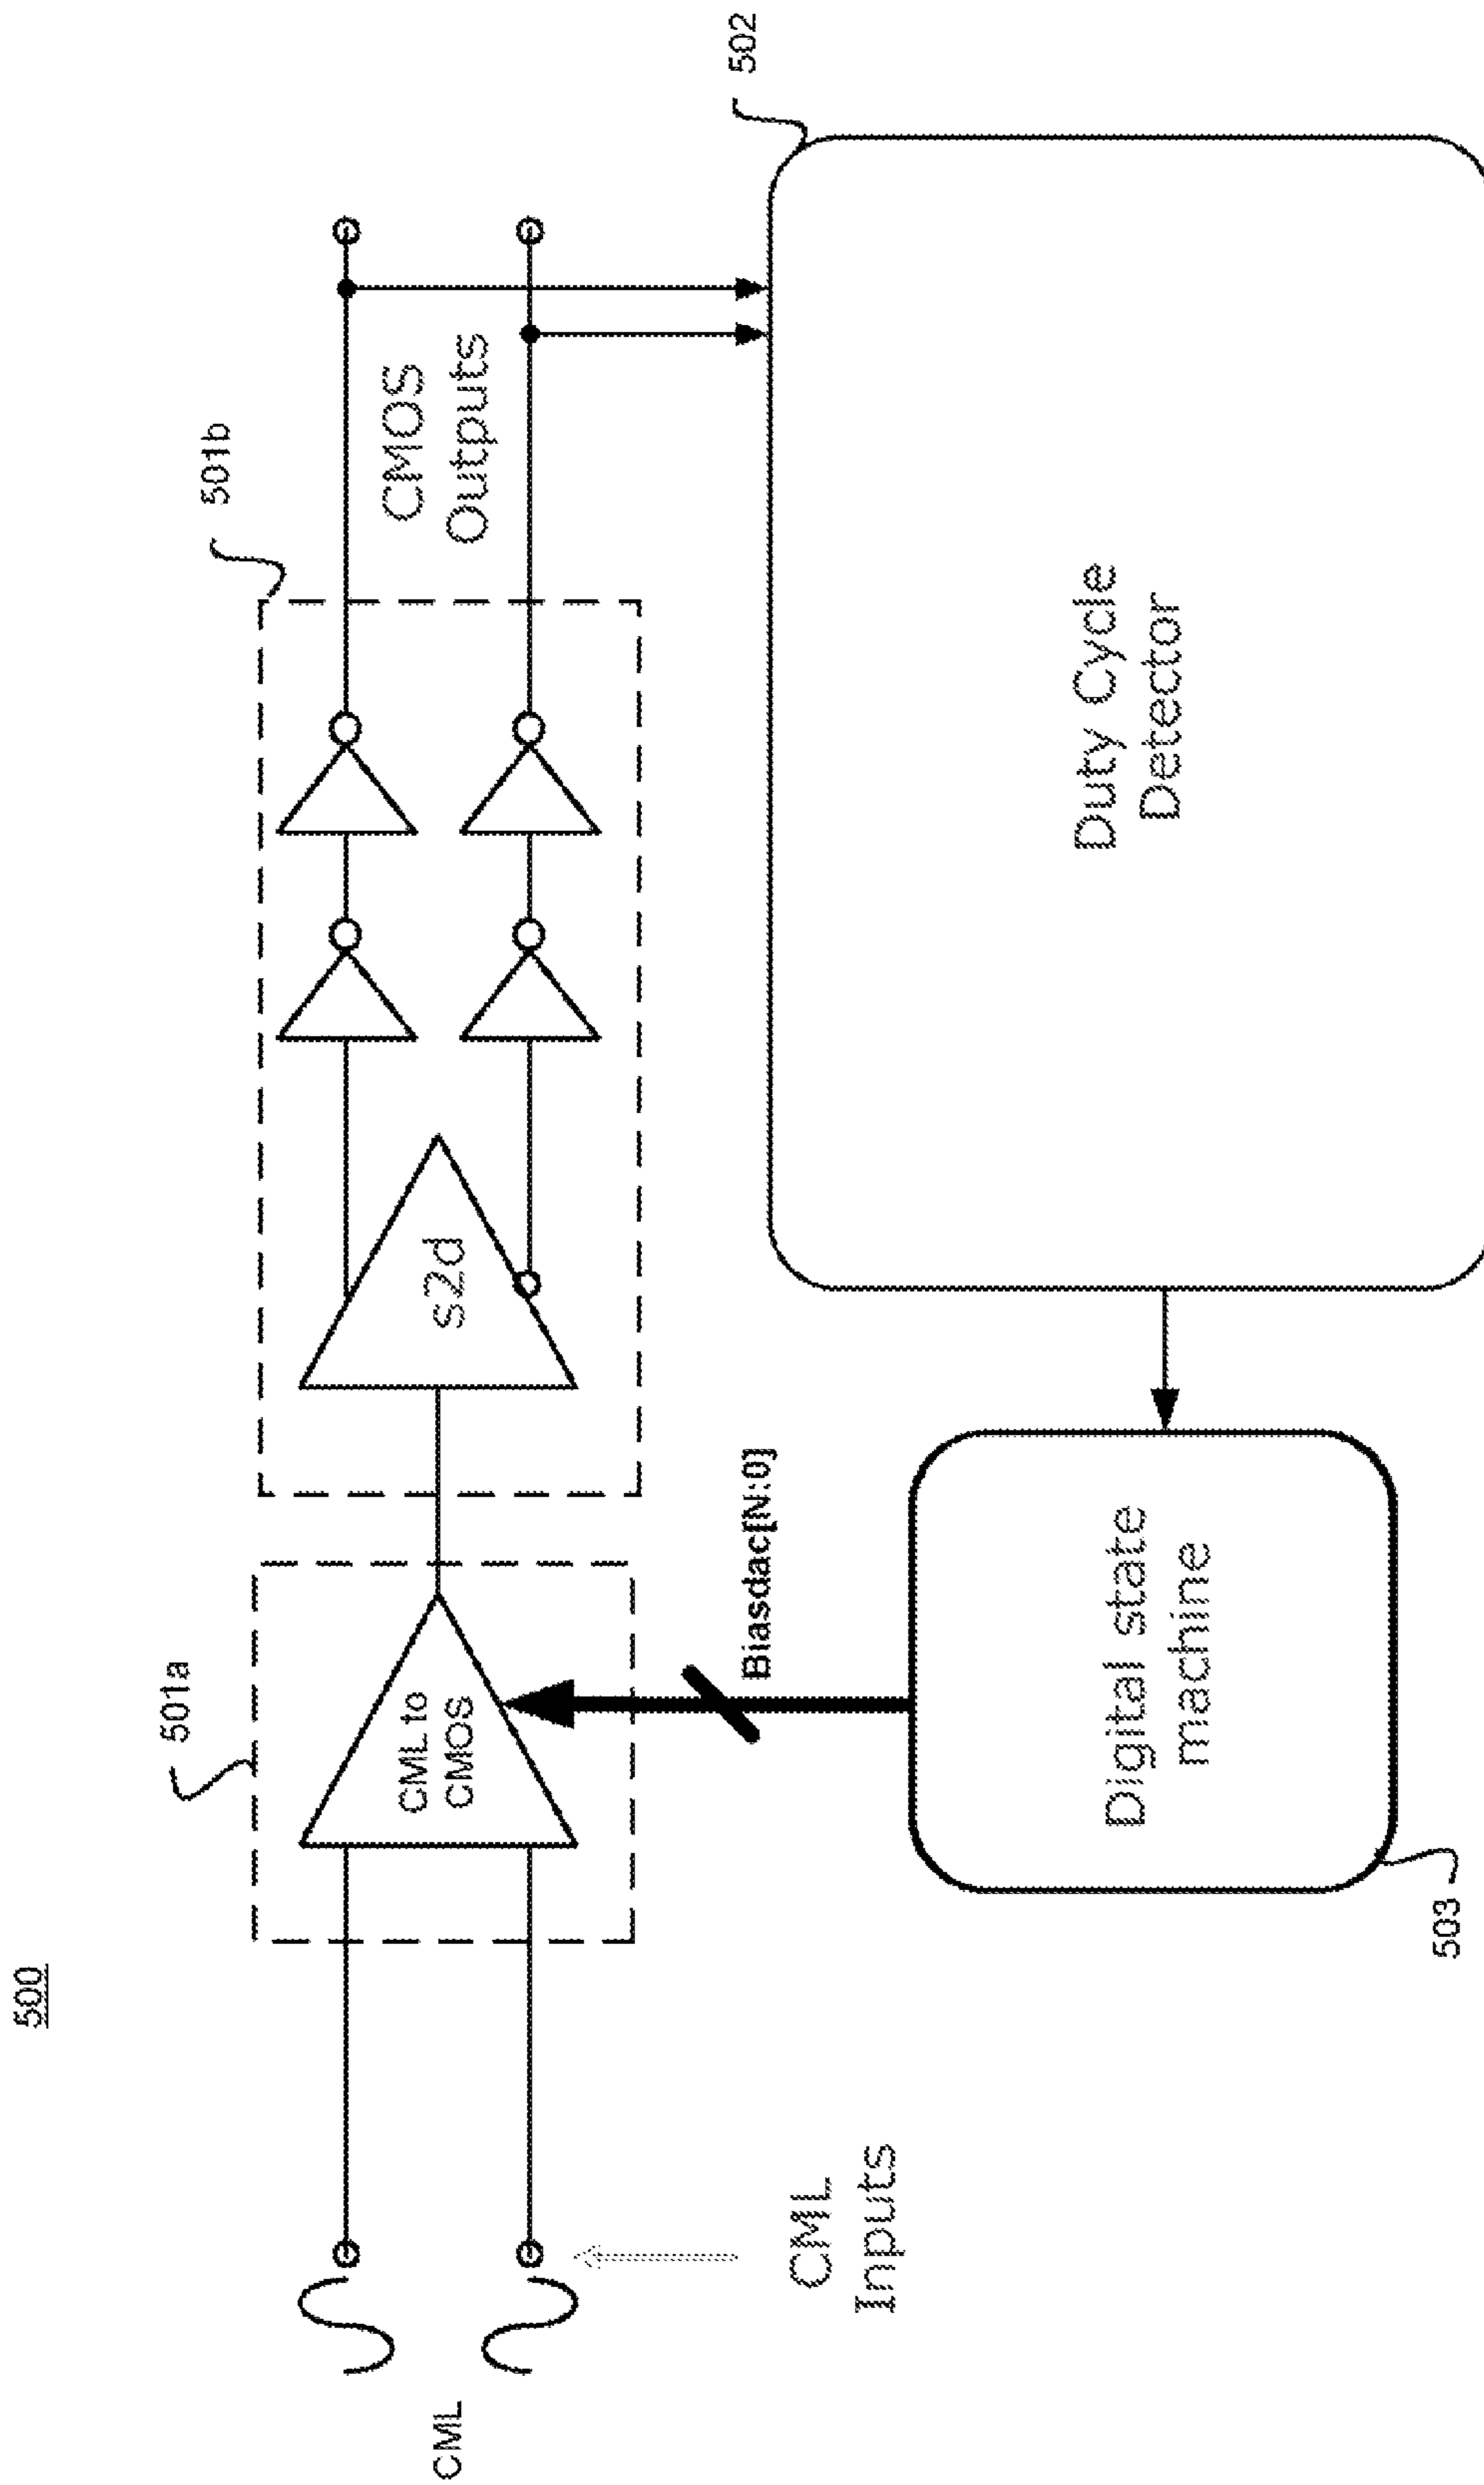 500
501a
501b
502
CML
CML to
CMOS
s2d
CMOS
Outputs
CML
Inputs
Biasdac[N:0]
Digital state
machine
503
Duty Cycle
Detector